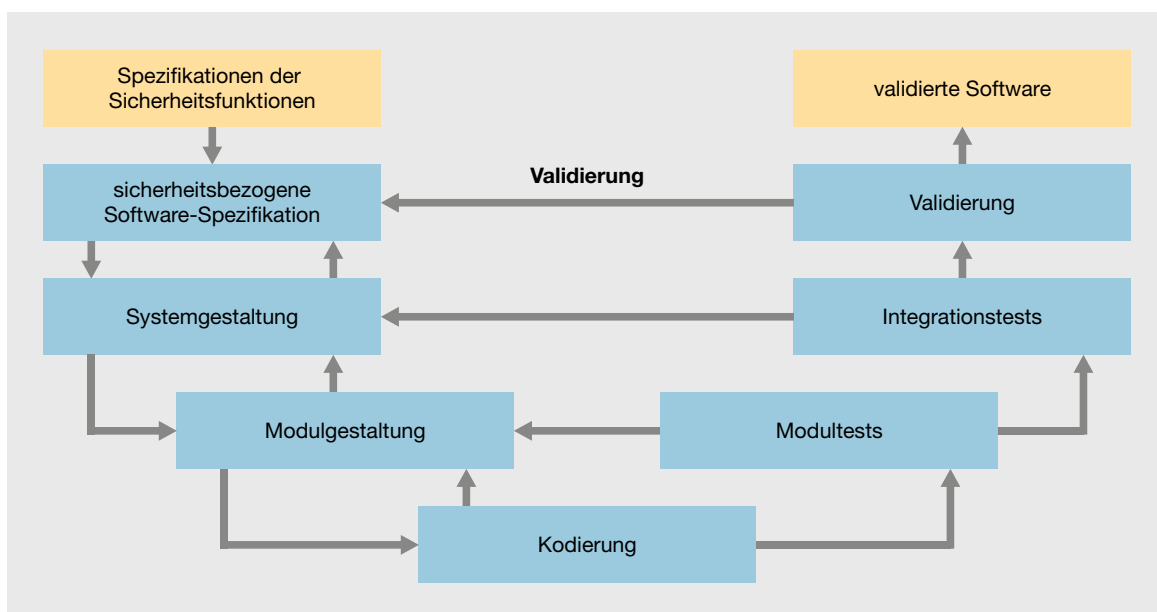 Spezifikationen der
Sicherheitsfunktionen
validierte Software
sicherheitsbezogene
Software-Spezifikation
Validierung
Validierung
Systemgestaltung
Integrationstests
Modulgestaltung
Modultests
Kodierung